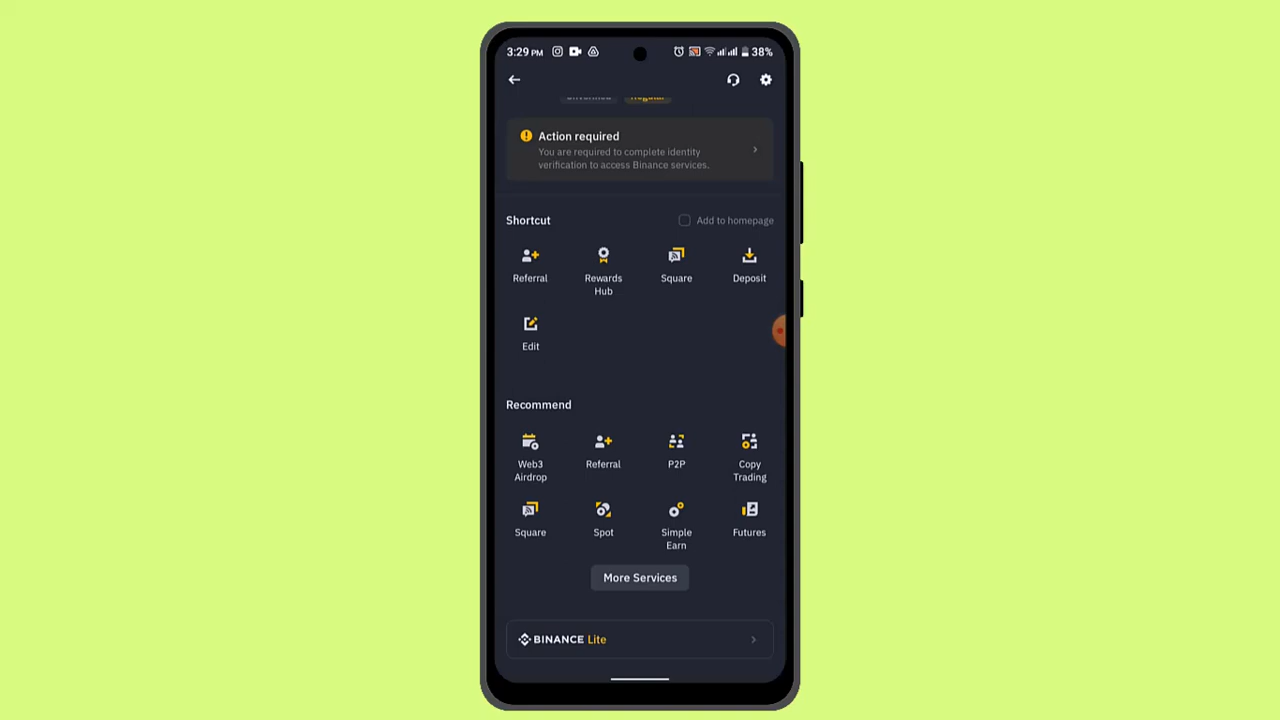 3:29 PM 38%
Action required
You are required to complete identity
verification to access Binance services.
Shortcut Add to homepage
Referral Rewards Square Deposit
Hub
Edit
Recommend
Web3 Referral P2P Copy
Airdrop Trading
Square Spot Simple Futures
Earn
More Services
BINANCE Lite